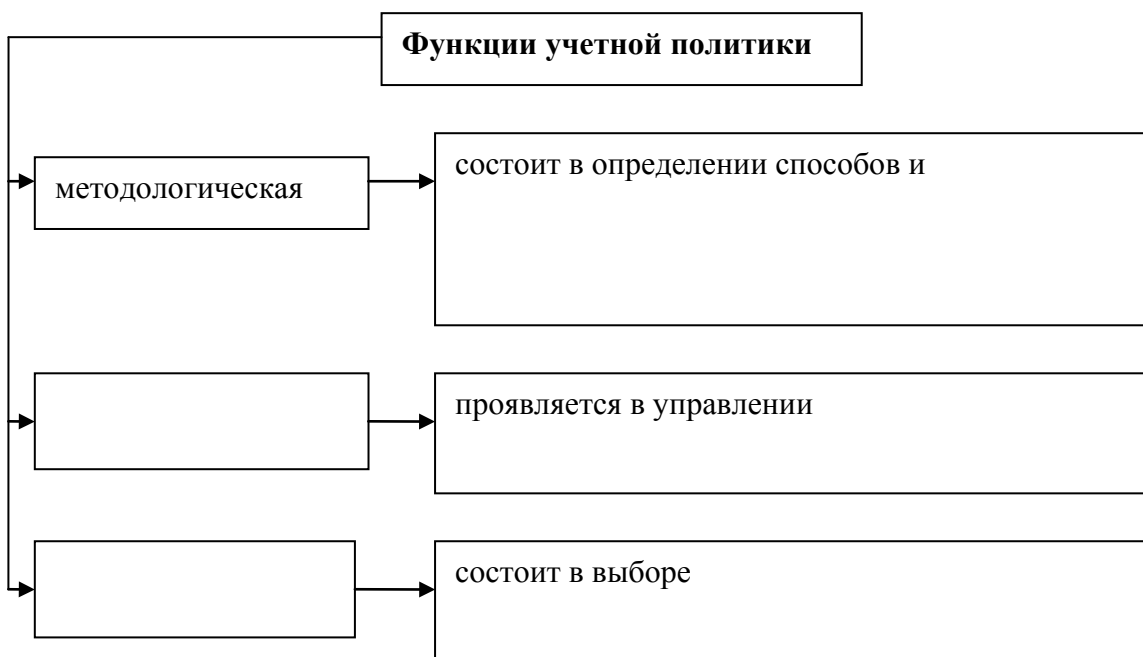 Функции учетной политики
методологическая
состоит в определении способов и
проявляется в управлении
состоит в выборе